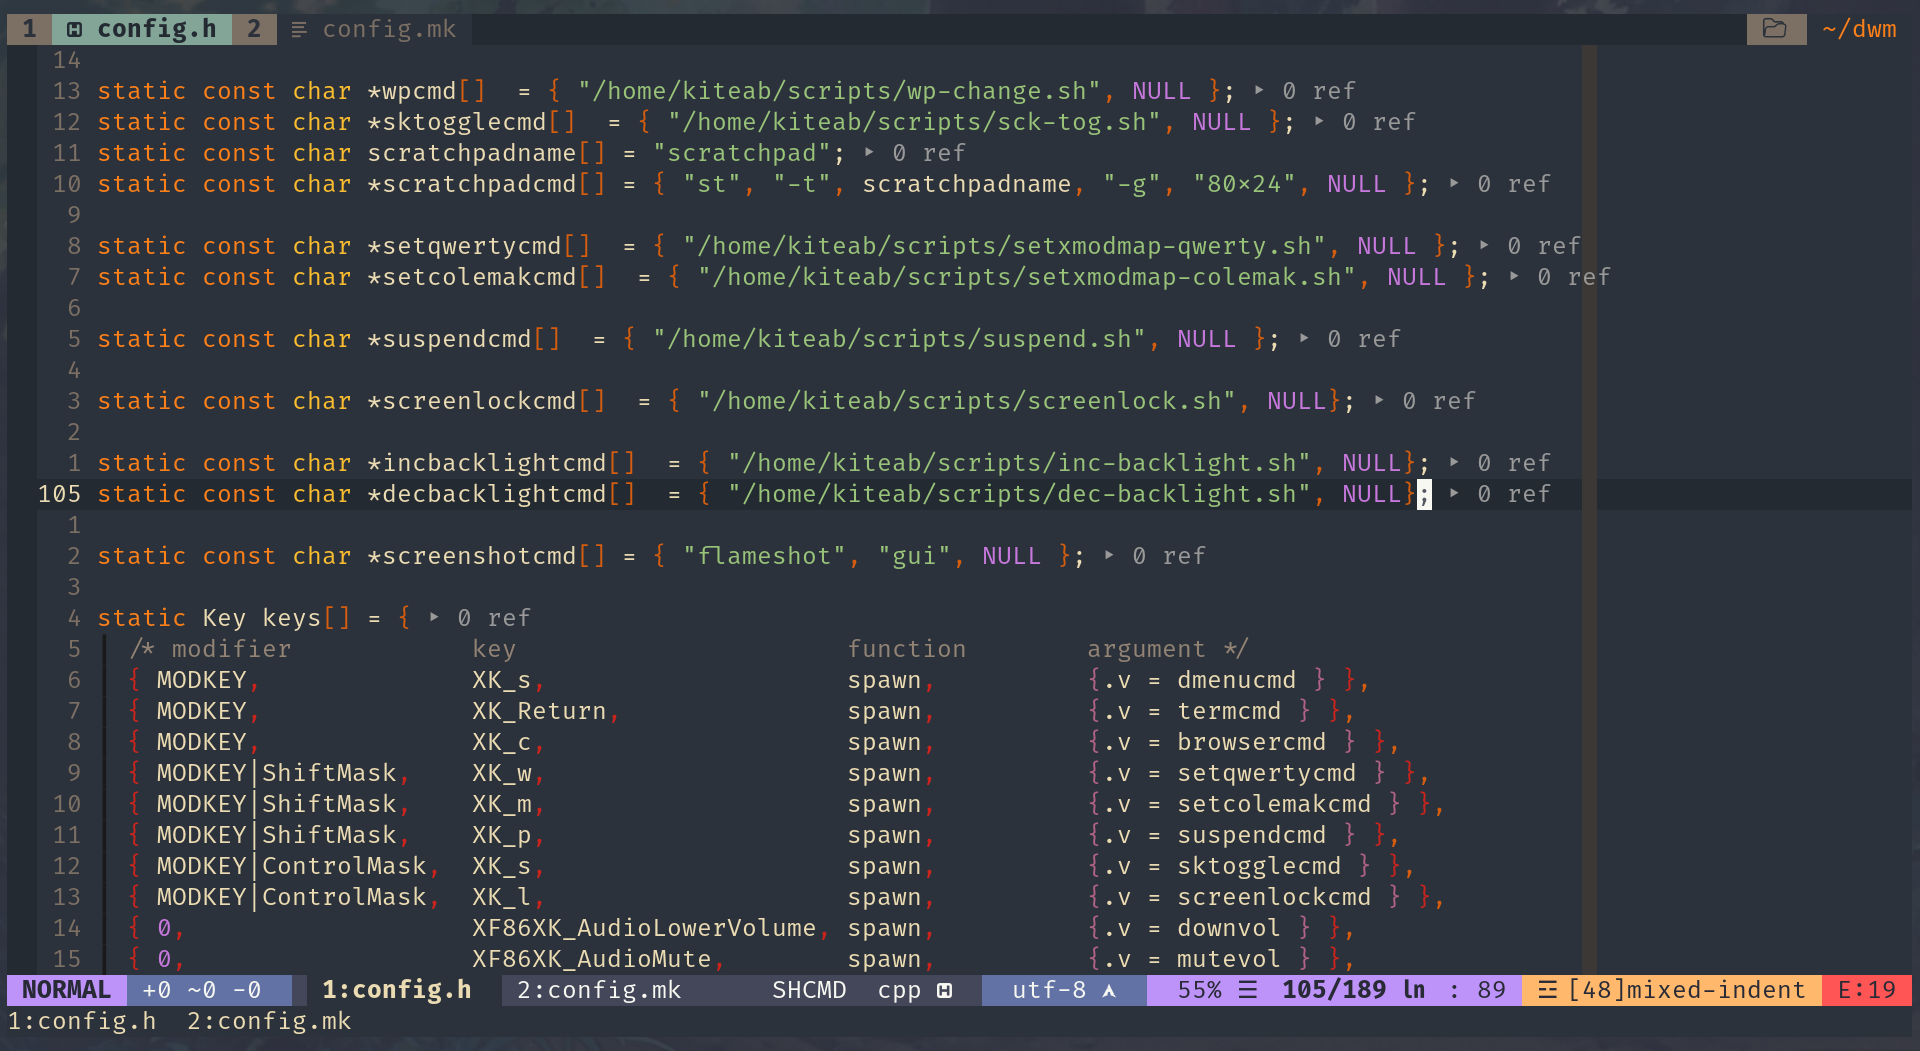 1 config.h 2 config.mk ~/dwm
14
13 static const char *wpcmd[]  = { "/home/kiteab/scripts/wp-change.sh", NULL }; ‣ 0 ref
12 static const char *sktogglecmd[]  = { "/home/kiteab/scripts/sck-tog.sh", NULL }; ‣ 0 ref
11 static const char scratchpadname[] = "scratchpad"; ‣ 0 ref
10 static const char *scratchpadcmd[] = { "st", "-t", scratchpadname, "-g", "80×24", NULL }; ‣ 0 ref
9
8 static const char *setqwertycmd[]  = { "/home/kiteab/scripts/setxmodmap-qwerty.sh", NULL }; ‣ 0 ref
7 static const char *setcolemakcmd[]  = { "/home/kiteab/scripts/setxmodmap-colemak.sh", NULL }; ‣ 0 ref
6
5 static const char *suspendcmd[]  = { "/home/kiteab/scripts/suspend.sh", NULL }; ‣ 0 ref
4
3 static const char *screenlockcmd[]  = { "/home/kiteab/scripts/screenlock.sh", NULL}; ‣ 0 ref
2
1 static const char *incbacklightcmd[]  = { "/home/kiteab/scripts/inc-backlight.sh", NULL}; ‣ 0 ref
105 static const char *decbacklightcmd[]  = { "/home/kiteab/scripts/dec-backlight.sh", NULL}; ‣ 0 ref
1
2 static const char *screenshotcmd[] = { "flameshot", "gui", NULL }; ‣ 0 ref
3
4 static Key keys[] = { ‣ 0 ref
5   /* modifier            key                      function        argument */
6   { MODKEY,              XK_s,                    spawn,          {.v = dmenucmd } },
7   { MODKEY,              XK_Return,               spawn,          {.v = termcmd } },
8   { MODKEY,              XK_c,                    spawn,          {.v = browsercmd } },
9   { MODKEY|ShiftMask,    XK_w,                    spawn,          {.v = setqwertycmd } },
10   { MODKEY|ShiftMask,    XK_m,                    spawn,          {.v = setcolemakcmd } },
11   { MODKEY|ShiftMask,    XK_p,                    spawn,          {.v = suspendcmd } },
12   { MODKEY|ControlMask,  XK_s,                    spawn,          {.v = sktogglecmd } },
13   { MODKEY|ControlMask,  XK_l,                    spawn,          {.v = screenlockcmd } },
14   { 0,                   XF86XK_AudioLowerVolume, spawn,          {.v = downvol } },
15   { 0,                   XF86XK_AudioMute,        spawn,          {.v = mutevol } },
NORMAL +0 ~0 -0 1:config.h 2:config.mk SHCMD cpp utf-8 55% ☰ 105/189 ln : 89 ☲ [48]mixed-indent E:19
1:config.h  2:config.mk